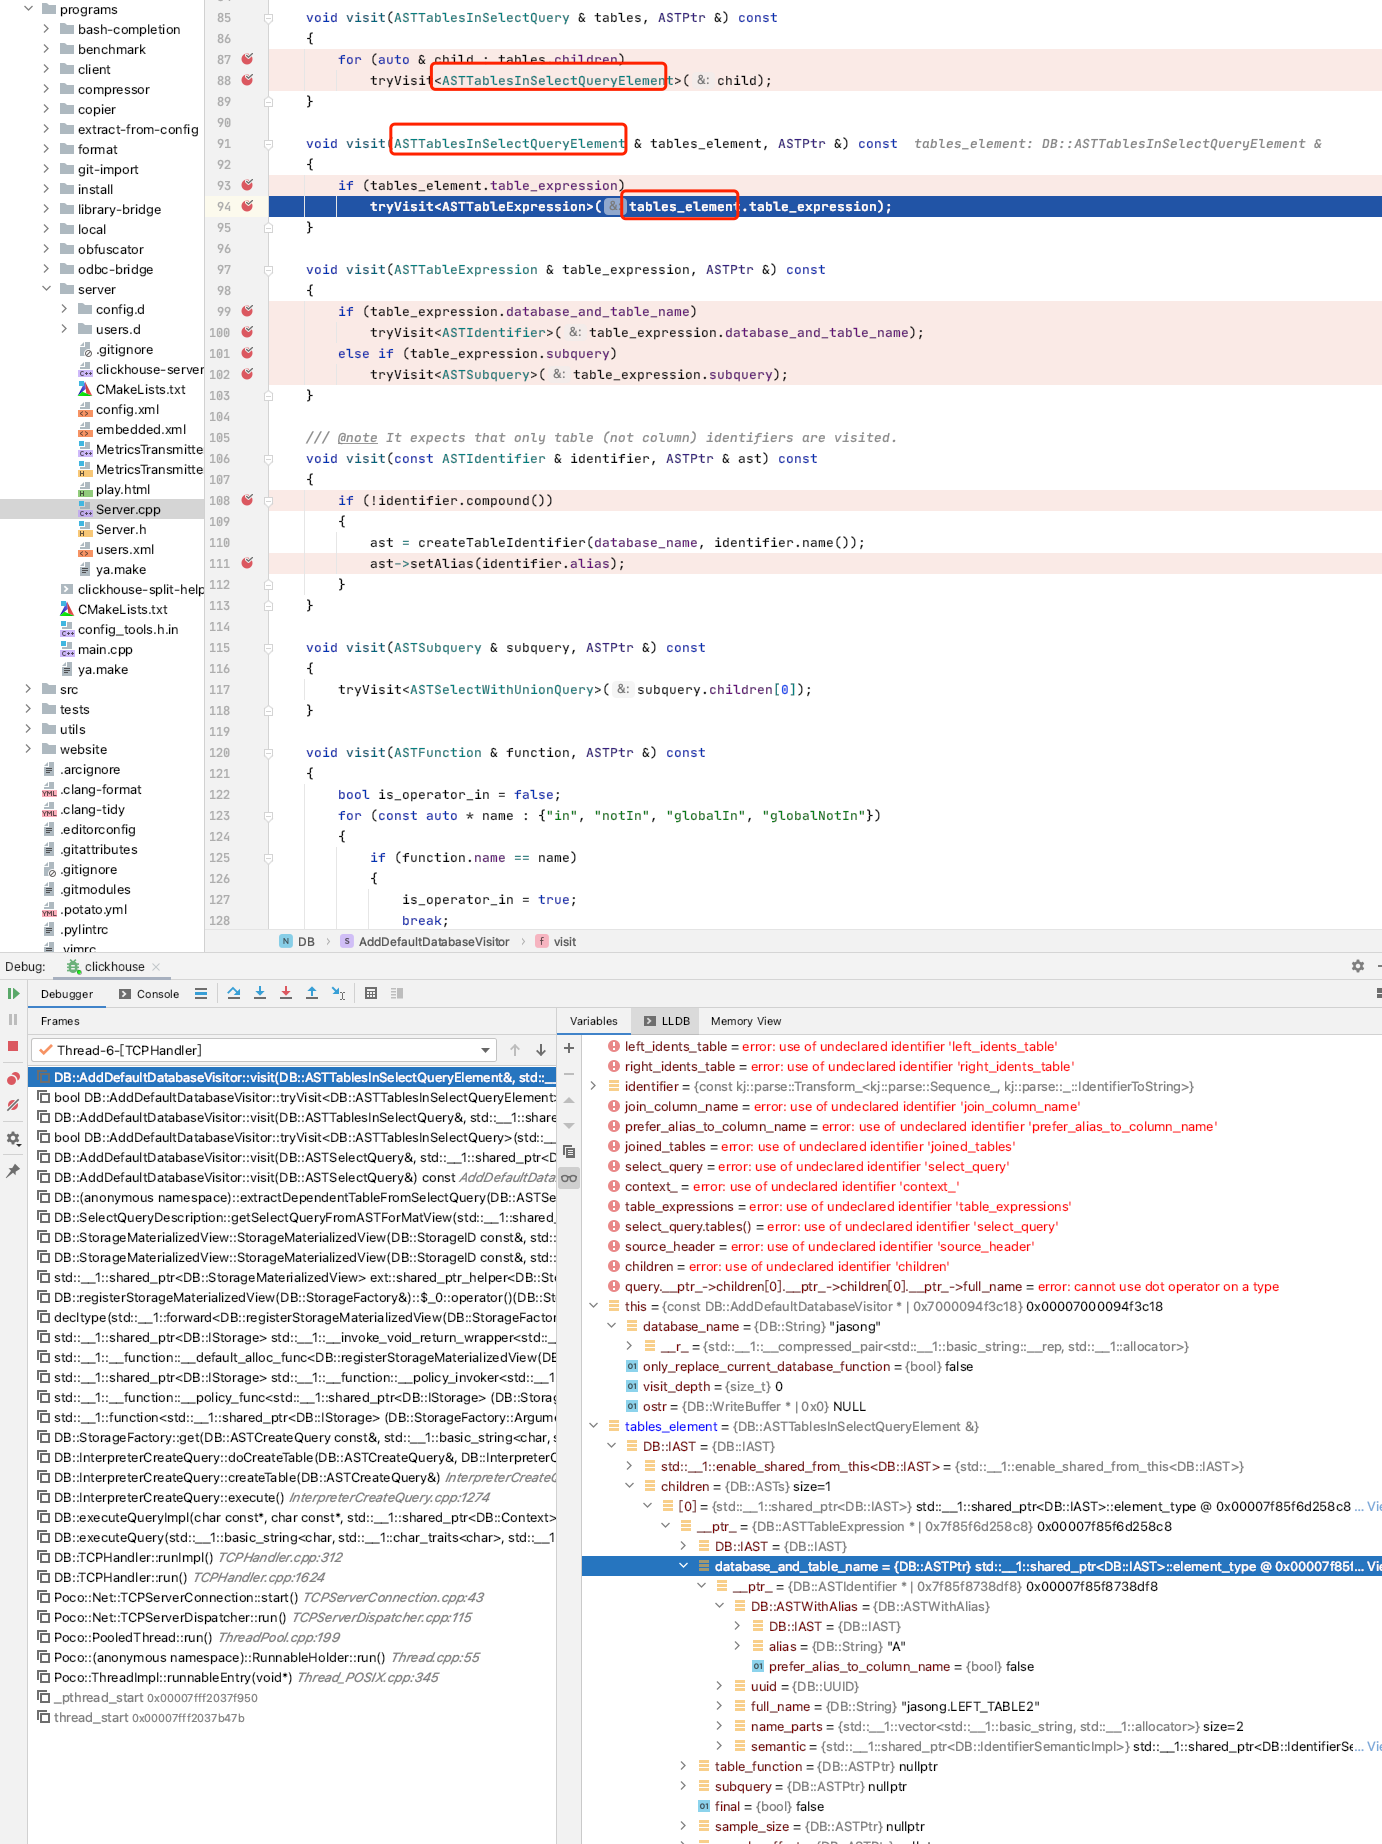 programs
bash-completion
benchmark
client
compressor
copier
extract-from-config
format
git-import
install
library-bridge
local
obfuscator
odbc-bridge
server
config.d
users.d
.gitignore
clickhouse-server
CMakeLists.txt
config.xml
embedded.xml
MetricsTransmitte
MetricsTransmitte
play.html
Server.cpp
Server.h
users.xml
ya.make
clickhouse-split-help
CMakeLists.txt
config_tools.h.in
main.cpp
ya.make
src
tests
utils
website
.arcignore
.clang-format
.clang-tidy
.editorconfig
.gitattributes
.gitignore
.gitmodules
.potato.yml
.pylintrc
.vimrc
85 void visit(ASTTablesInSelectQuery & tables, ASTPtr &) const
86 {
87 for (auto & child : tables.children)
88 tryVisit<ASTTablesInSelectQueryElement>( &: child);
89 }
90
91 void visit(ASTTablesInSelectQueryElement & tables_element, ASTPtr &) const tables_element: DB::ASTTablesInSelectQueryElement &
92 {
93 if (tables_element.table_expression)
94 tryVisit<ASTTableExpression>( &: tables_element.table_expression);
95 }
96
97 void visit(ASTTableExpression & table_expression, ASTPtr &) const
98 {
99 if (table_expression.database_and_table_name)
100 tryVisit<ASTIdentifier>( &: table_expression.database_and_table_name);
101 else if (table_expression.subquery)
102 tryVisit<ASTSubquery>( &: table_expression.subquery);
103 }
104
105 /// @note It expects that only table (not column) identifiers are visited.
106 void visit(const ASTIdentifier & identifier, ASTPtr & ast) const
107 {
108 if (!identifier.compound())
109 {
110 ast = createTableIdentifier(database_name, identifier.name());
111 ast->setAlias(identifier.alias);
112 }
113 }
114
115 void visit(ASTSubquery & subquery, ASTPtr &) const
116 {
117 tryVisit<ASTSelectWithUnionQuery>( &: subquery.children[0]);
118 }
119
120 void visit(ASTFunction & function, ASTPtr &) const
121 {
122 bool is_operator_in = false;
123 for (const auto * name : {"in", "notIn", "globalIn", "globalNotIn"})
124 {
125 if (function.name == name)
126 {
127 is_operator_in = true;
128 break;
N DB S AddDefaultDatabaseVisitor f visit
Debug: clickhouse
Debugger Console
Frames
Thread-6-[TCPHandler]
DB::AddDefaultDatabaseVisitor::visit(DB::ASTTablesInSelectQueryElement&, std::__
bool DB::AddDefaultDatabaseVisitor::tryVisit<DB::ASTTablesInSelectQueryElement>
DB::AddDefaultDatabaseVisitor::visit(DB::ASTTablesInSelectQuery&, std::__1::share
bool DB::AddDefaultDatabaseVisitor::tryVisit<DB::ASTTablesInSelectQuery>(std::__
DB::AddDefaultDatabaseVisitor::visit(DB::ASTSelectQuery&, std::__1::shared_ptr<D
DB::AddDefaultDatabaseVisitor::visit(DB::ASTSelectQuery&) const AddDefaultData
DB::(anonymous namespace)::extractDependentTableFromSelectQuery(DB::ASTSe
DB::SelectQueryDescription::getSelectQueryFromASTForMatView(std::__1::shared_
DB::StorageMaterializedView::StorageMaterializedView(DB::StorageID const&, std:
DB::StorageMaterializedView::StorageMaterializedView(DB::StorageID const&, std:
std::__1::shared_ptr<DB::StorageMaterializedView> ext::shared_ptr_helper<DB::Sto
DB::registerStorageMaterializedView(DB::StorageFactory&)::$_0::operator()(DB::St
decltype(std::__1::forward<DB::registerStorageMaterializedView(DB::StorageFactor
std::__1::shared_ptr<DB::IStorage> std::__1::__invoke_void_return_wrapper<std::__
std::__1::__function::__default_alloc_func<DB::registerStorageMaterializedView(DB
std::__1::shared_ptr<DB::IStorage> std::__1::__function::__policy_invoker<std::__1
std::__1::__function::__policy_func<std::__1::shared_ptr<DB::IStorage> (DB::Storag
std::__1::function<std::__1::shared_ptr<DB::IStorage> (DB::StorageFactory::Argume
DB::StorageFactory::get(DB::ASTCreateQuery const&, std::__1::basic_string<char, s
DB::InterpreterCreateQuery::doCreateTable(DB::ASTCreateQuery&, DB::InterpreterC
DB::InterpreterCreateQuery::createTable(DB::ASTCreateQuery&) InterpreterCreateQ
DB::InterpreterCreateQuery::execute() InterpreterCreateQuery.cpp:1274
DB::executeQueryImpl(char const*, char const*, std::__1::shared_ptr<DB::Context>
DB::executeQuery(std::__1::basic_string<char, std::__1::char_traits<char>, std::__1
DB::TCPHandler::runImpl() TCPHandler.cpp:312
DB::TCPHandler::run() TCPHandler.cpp:1624
Poco::Net::TCPServerConnection::start() TCPServerConnection.cpp:43
Poco::Net::TCPServerDispatcher::run() TCPServerDispatcher.cpp:115
Poco::PooledThread::run() ThreadPool.cpp:199
Poco::(anonymous namespace)::RunnableHolder::run() Thread.cpp:55
Poco::ThreadImpl::runnableEntry(void*) Thread_POSIX.cpp:345
_pthread_start 0x00007fff2037f950
thread_start 0x00007fff2037b47b
Variables LLDB Memory View
left_idents_table = error: use of undeclared identifier 'left_idents_table'
right_idents_table = error: use of undeclared identifier 'right_idents_table'
identifier = {const kj::parse::Transform_<kj::parse::Sequence_, kj::parse::_::IdentifierToString>}
join_column_name = error: use of undeclared identifier 'join_column_name'
prefer_alias_to_column_name = error: use of undeclared identifier 'prefer_alias_to_column_name'
joined_tables = error: use of undeclared identifier 'joined_tables'
select_query = error: use of undeclared identifier 'select_query'
context_ = error: use of undeclared identifier 'context_'
table_expressions = error: use of undeclared identifier 'table_expressions'
select_query.tables() = error: use of undeclared identifier 'select_query'
source_header = error: use of undeclared identifier 'source_header'
children = error: use of undeclared identifier 'children'
query.__ptr_->children[0].__ptr_->children[0].__ptr_->full_name = error: cannot use dot operator on a type
this = {const DB::AddDefaultDatabaseVisitor * | 0x7000094f3c18} 0x00007000094f3c18
database_name = {DB::String} "jasong"
__r_ = {std::__1::__compressed_pair<std::__1::basic_string::__rep, std::__1::allocator>}
only_replace_current_database_function = {bool} false
visit_depth = {size_t} 0
ostr = {DB::WriteBuffer * | 0x0} NULL
tables_element = {DB::ASTTablesInSelectQueryElement &}
DB::IAST = {DB::IAST}
std::__1::enable_shared_from_this<DB::IAST> = {std::__1::enable_shared_from_this<DB::IAST>}
children = {DB::ASTs} size=1
[0] = {std::__1::shared_ptr<DB::IAST>} std::__1::shared_ptr<DB::IAST>::element_type @ 0x00007f85f6d258c8 ... Vie
__ptr_ = {DB::ASTTableExpression * | 0x7f85f6d258c8} 0x00007f85f6d258c8
DB::IAST = {DB::IAST}
database_and_table_name = {DB::ASTPtr} std::__1::shared_ptr<DB::IAST>::element_type @ 0x00007f85f... Vie
__ptr_ = {DB::ASTIdentifier * | 0x7f85f8738df8} 0x00007f85f8738df8
DB::ASTWithAlias = {DB::ASTWithAlias}
DB::IAST = {DB::IAST}
alias = {DB::String} "A"
prefer_alias_to_column_name = {bool} false
uuid = {DB::UUID}
full_name = {DB::String} "jasong.LEFT_TABLE2"
name_parts = {std::__1::vector<std::__1::basic_string, std::__1::allocator>} size=2
semantic = {std::__1::shared_ptr<DB::IdentifierSemanticImpl>} std::__1::shared_ptr<DB::IdentifierSe... Vie
table_function = {DB::ASTPtr} nullptr
subquery = {DB::ASTPtr} nullptr
final = {bool} false
sample_size = {DB::ASTPtr} nullptr